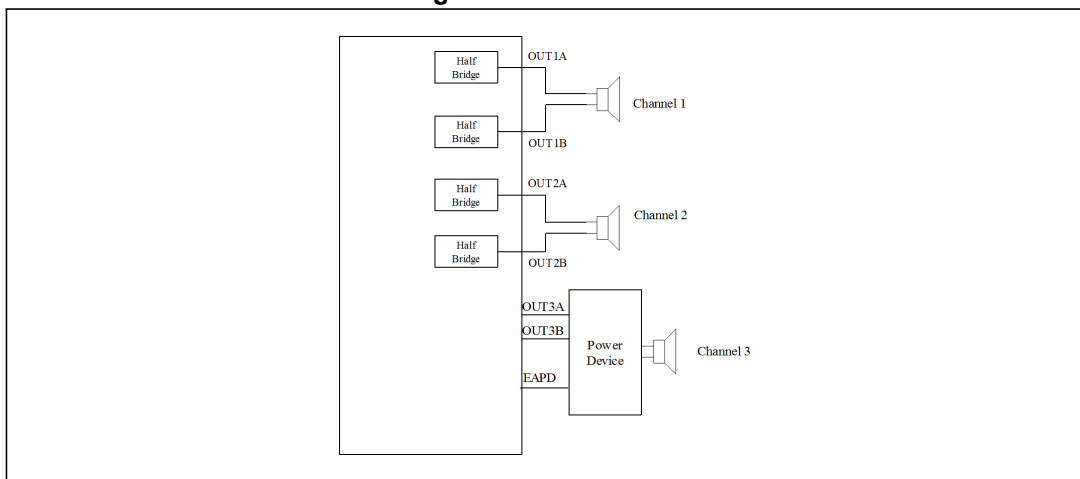 Half
Bridge
OUT1A
Channel 1
Half
Bridge
OUT1B
Half
Bridge
OUT2A
Channel 2
Half
Bridge
OUT2B
OUT3A
OUT3B
Power
Device
Channel 3
EAPD